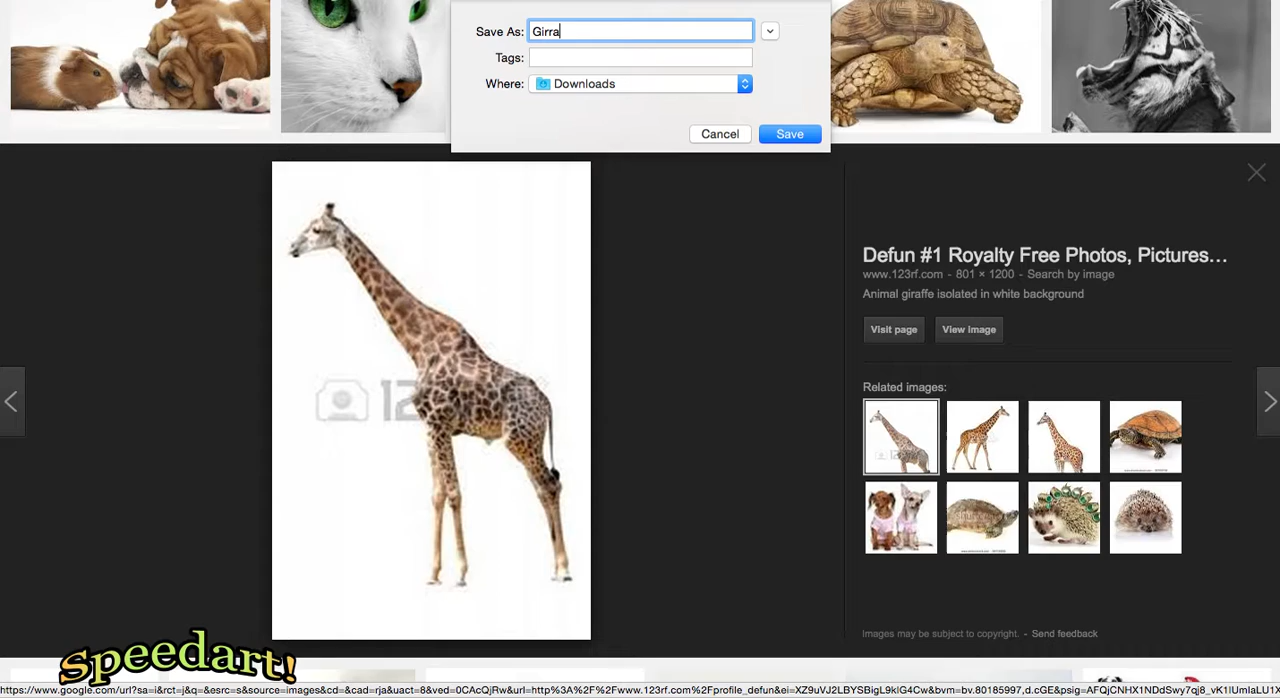 Save As: Girra
Tags:
Where: Downloads
Cancel Save
Defun #1 Royalty Free Photos, Pictures...
www.123rf.com - 801 × 1200 - Search by image
Animal giraffe isolated in white background
Visit page View image
12
Related images:
Images may be subject to copyright. - Send feedback
speedart!